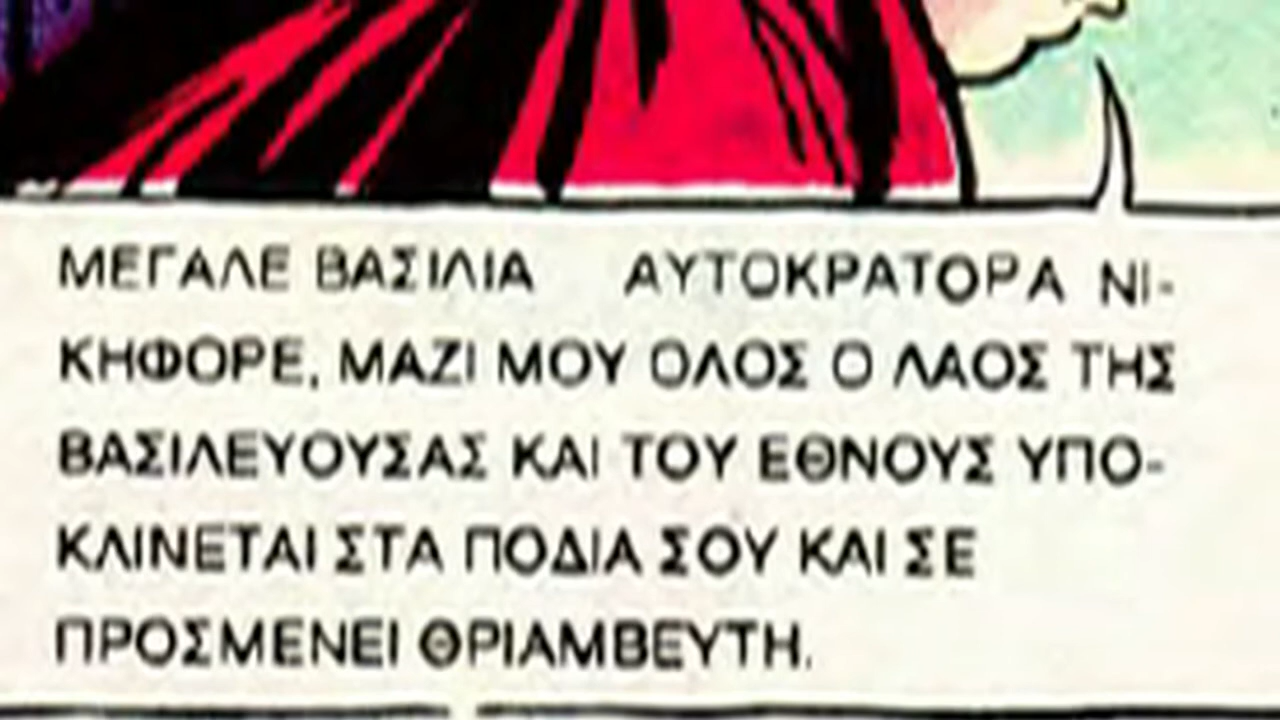 ΜΕΓΑΛΕ ΒΑΣΙΛΙΑ ΑΥΤΟΚΡΑΤΟΡΑ ΝΙ-
ΚΗΦΟΡΕ, ΜΑΖΙ ΜΟΥ ΟΛΟΣ Ο ΛΑΟΣ ΤΗΣ
ΒΑΣΙΛΕΥΟΥΣΑΣ ΚΑΙ ΤΟΥ ΕΘΝΟΥΣ ΥΠΟ-
ΚΛΙΝΕΤΑΙ ΣΤΑ ΠΟΔΙΑ ΣΟΥ ΚΑΙ ΣΕ
ΠΡΟΣΜΕΝΕΙ ΘΡΙΑΜΒΕΥΤΗ.